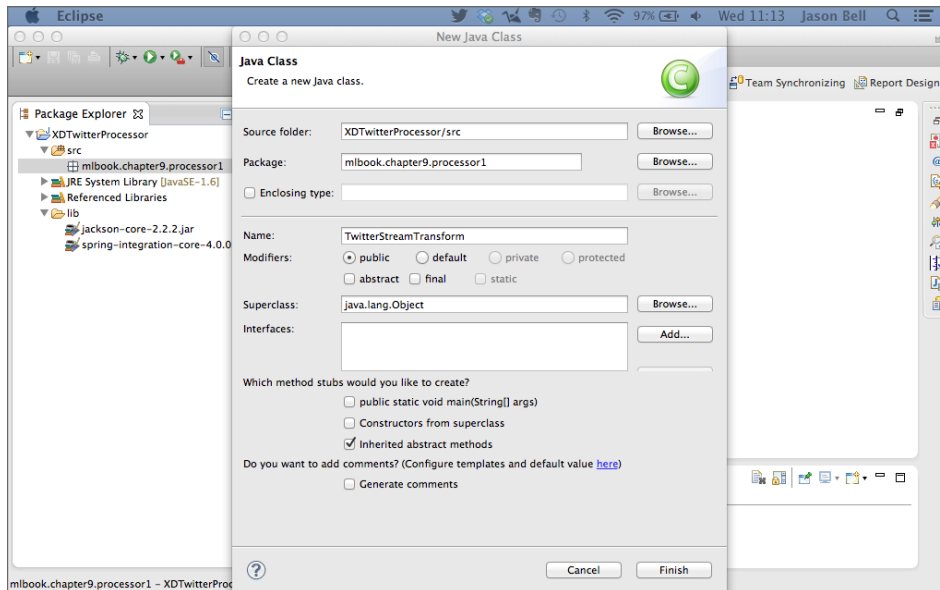 Eclipse
97%
Wed 11:13
Jason Bell
New Java Class
Java Class
Create a new Java class.
Team Synchronizing
Report Design
Package Explorer
XDTwitterProcessor
src
mlbook.chapter9.processor1
JRE System Library [JavaSE-1.6]
Referenced Libraries
lib
jackson-core-2.2.2.jar
spring-integration-core-4.0.0
Source folder:
XDTwitterProcessor/src
Browse...
Package:
mlbook.chapter9.processor1
Browse...
Enclosing type:
Browse...
Name:
TwitterStreamTransform
Modifiers:
public
default
private
protected
abstract
final
static
Superclass:
java.lang.Object
Browse...
Interfaces:
Add...
Which method stubs would you like to create?
public static void main(String[] args)
Constructors from superclass
Inherited abstract methods
Do you want to add comments? (Configure templates and default value here)
Generate comments
?
Cancel
Finish
mlbook.chapter9.processor1 - XDTwitterProc